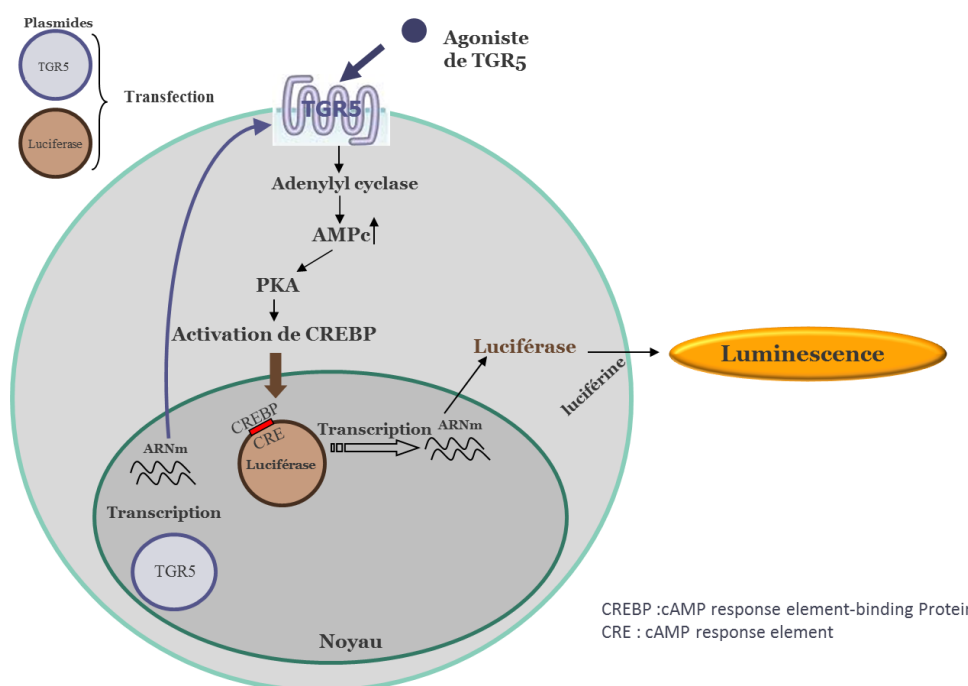 Plasmides
TGR5
Luciferase
Transfection
Agoniste
de TGR5
TGR5
Adenylyl cyclase
AMPc
PKA
Activation de CREBP
Luciférase
luciférine
Luminescence
CREBP
CRE
Luciférase
Transcription
ARNm
ARNm
Transcription
TGR5
Noyau
CREBP :cAMP response element-binding Protein
CRE : cAMP response element